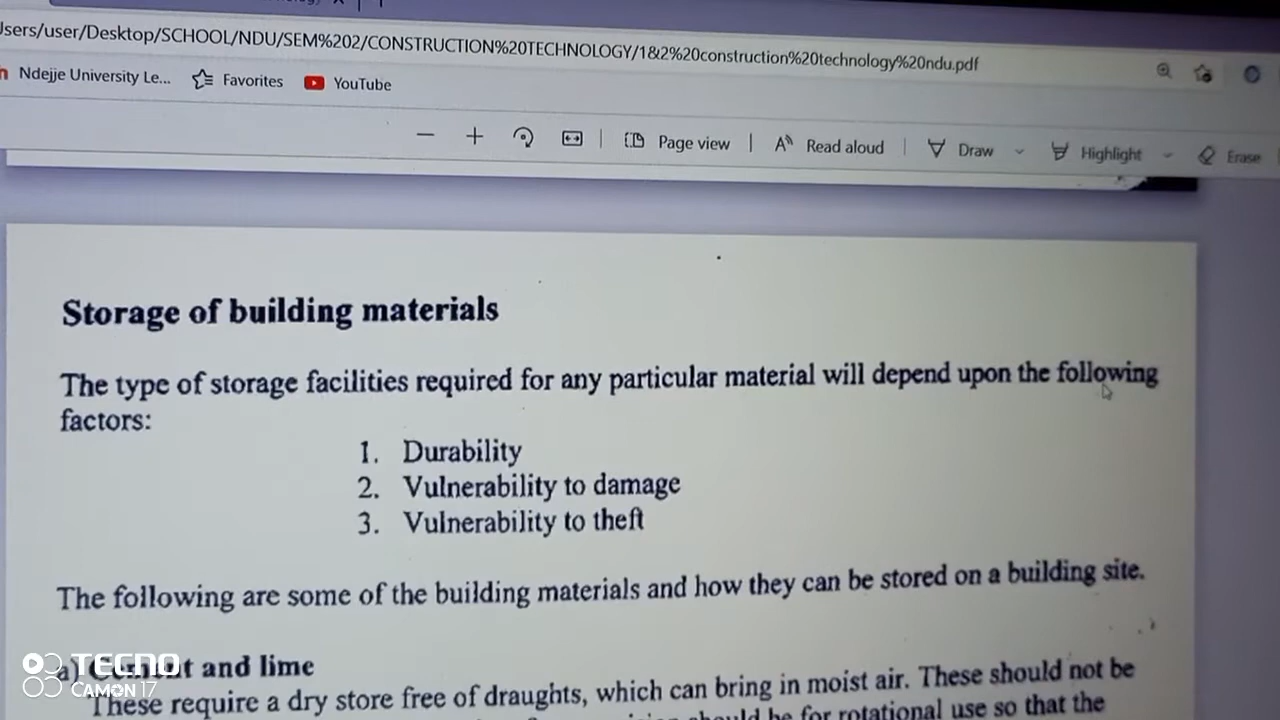 sers/user/Desktop/SCHOOL/NDU/SEM%202/CONSTRUCTION%20TECHNOLOGY/1&2%20construction%20technology%20ndu.pdf
Ndejje University Le... Favorites YouTube
Page view Read aloud Draw Highlight Erase
Storage of building materials
The type of storage facilities required for any particular material will depend upon the following
factors:
1. Durability
2. Vulnerability to damage
3. Vulnerability to theft
The following are some of the building materials and how they can be stored on a building site.
a) Cement and lime
These require a dry store free of draughts, which can bring in moist air. These should not be
should be for rotational use so that the
TECNO
CAMON 17